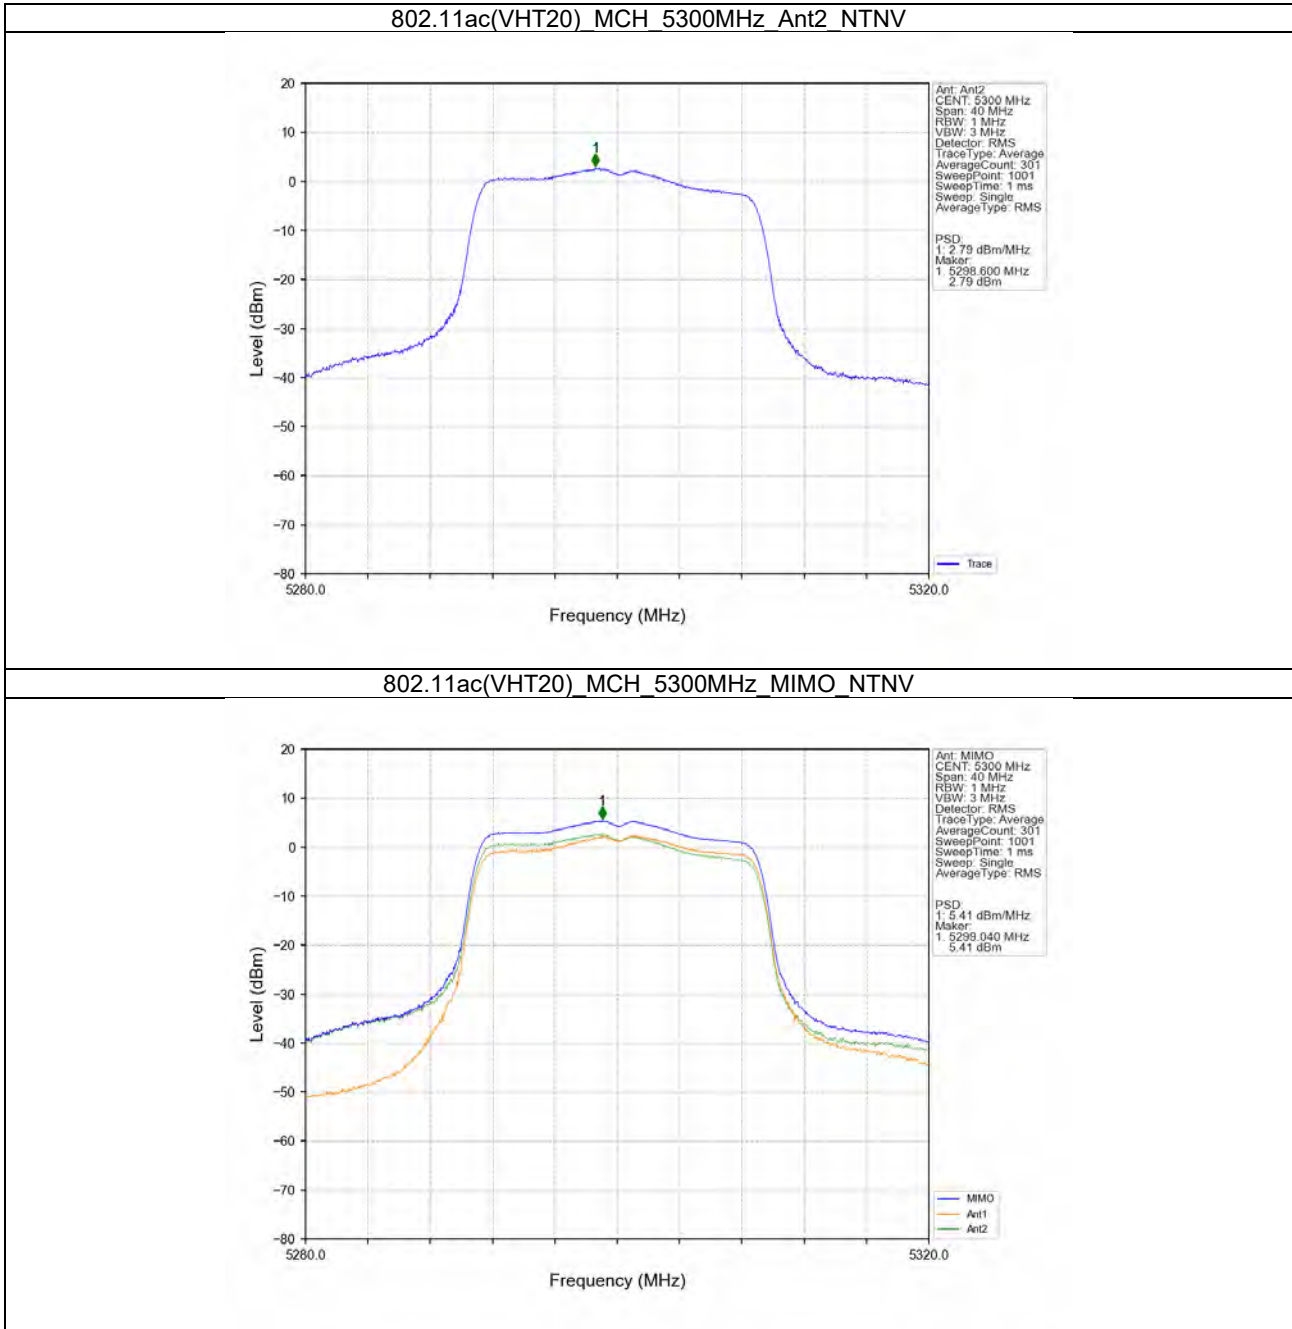 802.11ac(VHT20)_MCH_5300MHz_Ant2_NTNV
20
10
0
−10
−20
−30
−40
−50
−60
−70
−80
Level (dBm)
1
5280.0
5320.0
Frequency (MHz)
Ant: Ant2
CENT: 5300 MHz
Span: 40 MHz
RBW: 1 MHz
VBW: 3 MHz
Detector: RMS
TraceType: Average
AverageCount: 301
SweepPoint: 1001
SweepTime: 1 ms
Sweep: Single
AverageType: RMS
PSD:
1: 2.79 dBm/MHz
Maker:
1. 5298.600 MHz
2.79 dBm
Trace
802.11ac(VHT20)_MCH_5300MHz_MIMO_NTNV
20
10
0
−10
−20
−30
−40
−50
−60
−70
−80
Level (dBm)
1
5280.0
5320.0
Frequency (MHz)
Ant: MIMO
CENT: 5300 MHz
Span: 40 MHz
RBW: 1 MHz
VBW: 3 MHz
Detector: RMS
TraceType: Average
AverageCount: 301
SweepPoint: 1001
SweepTime: 1 ms
Sweep: Single
AverageType: RMS
PSD:
1: 5.41 dBm/MHz
Maker:
1. 5299.040 MHz
5.41 dBm
MIMO
Ant1
Ant2